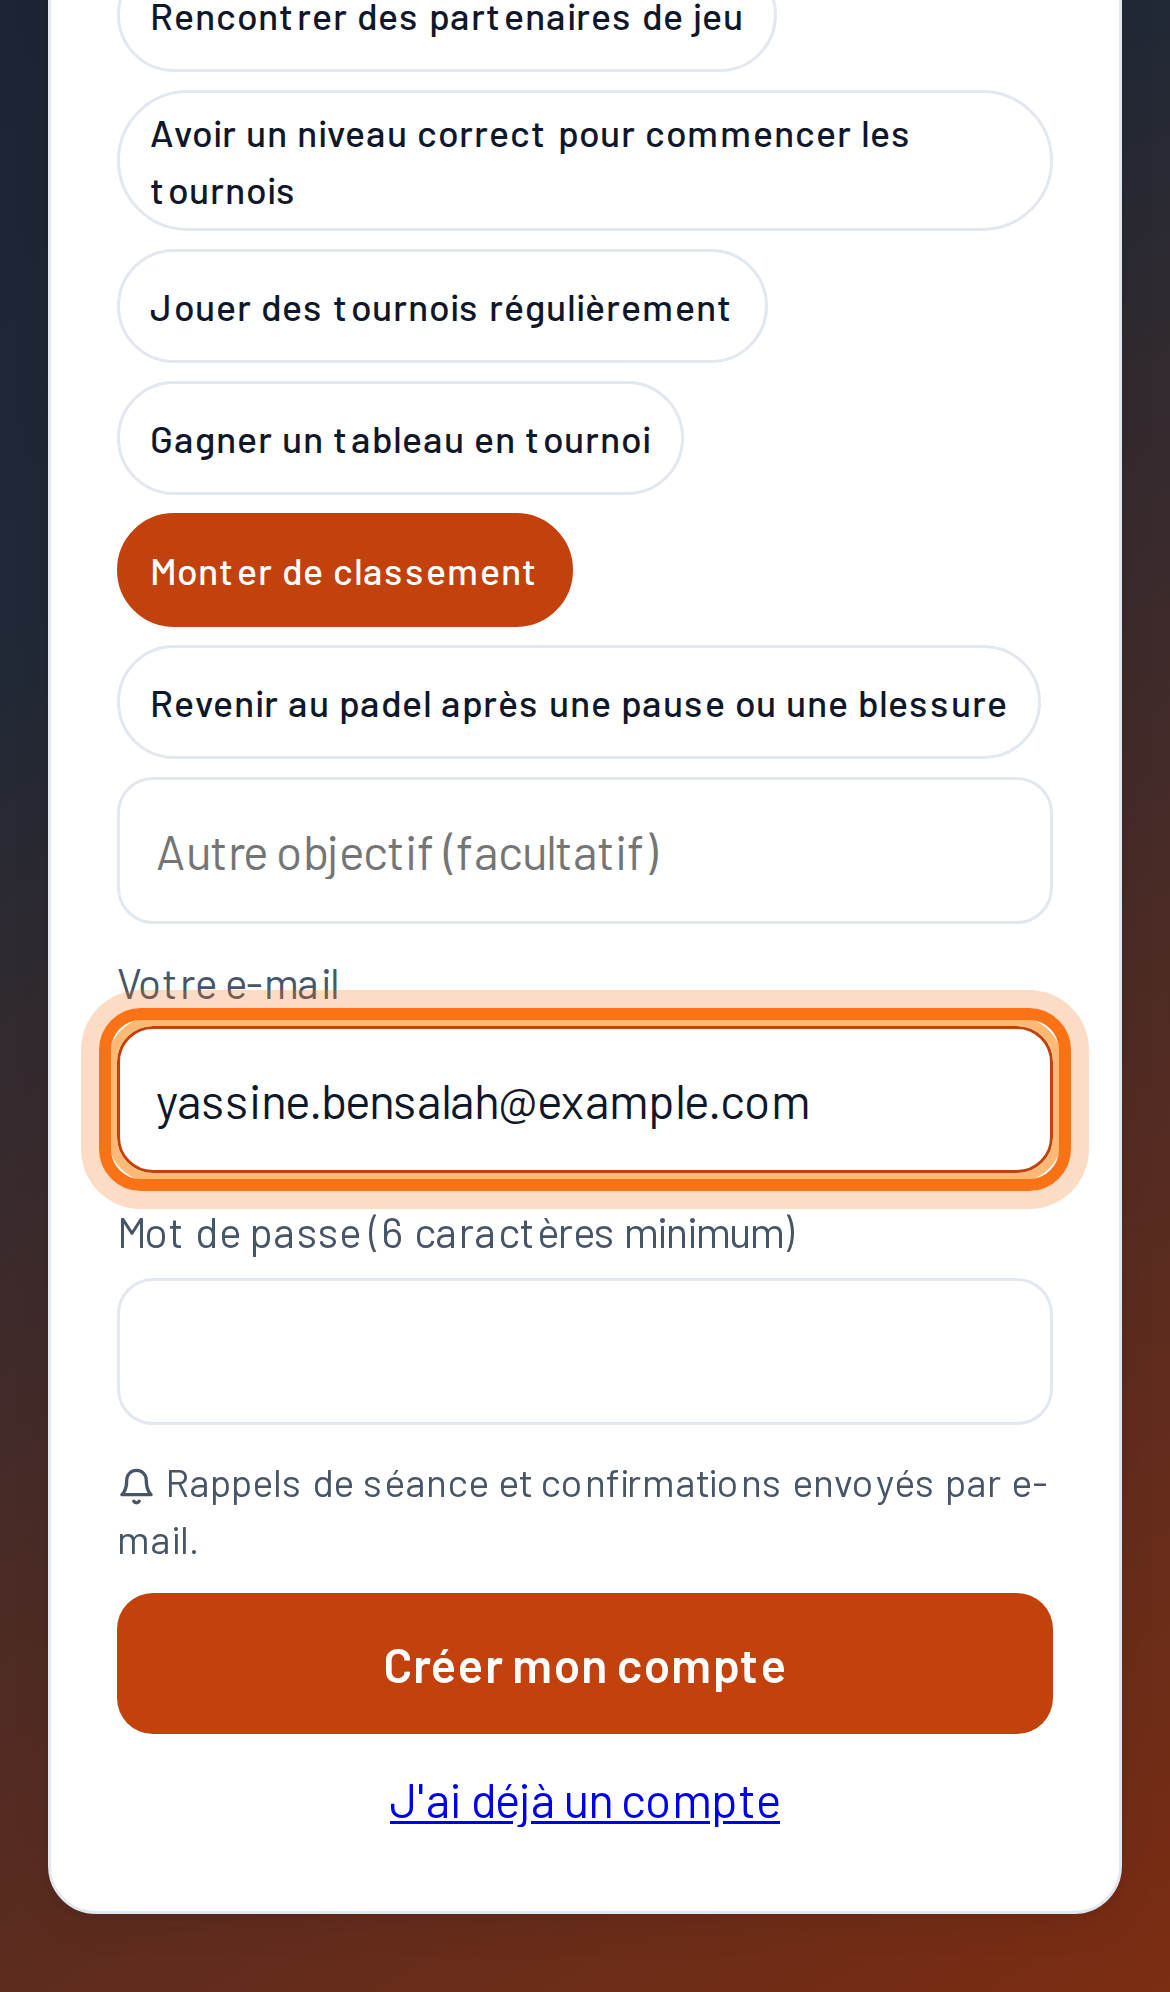 Rencontrer des partenaires de jeu
Avoir un niveau correct pour commencer les
tournois
Jouer des tournois régulièrement
Gagner un tableau en tournoi
Monter de classement
Revenir au padel après une pause ou une blessure
Autre objectif (facultatif)
Votre e-mail
yassine.bensalah@example.com
Mot de passe (6 caractères minimum)
Rappels de séance et confirmations envoyés par e-
mail.
Créer mon compte
J'ai déjà un compte